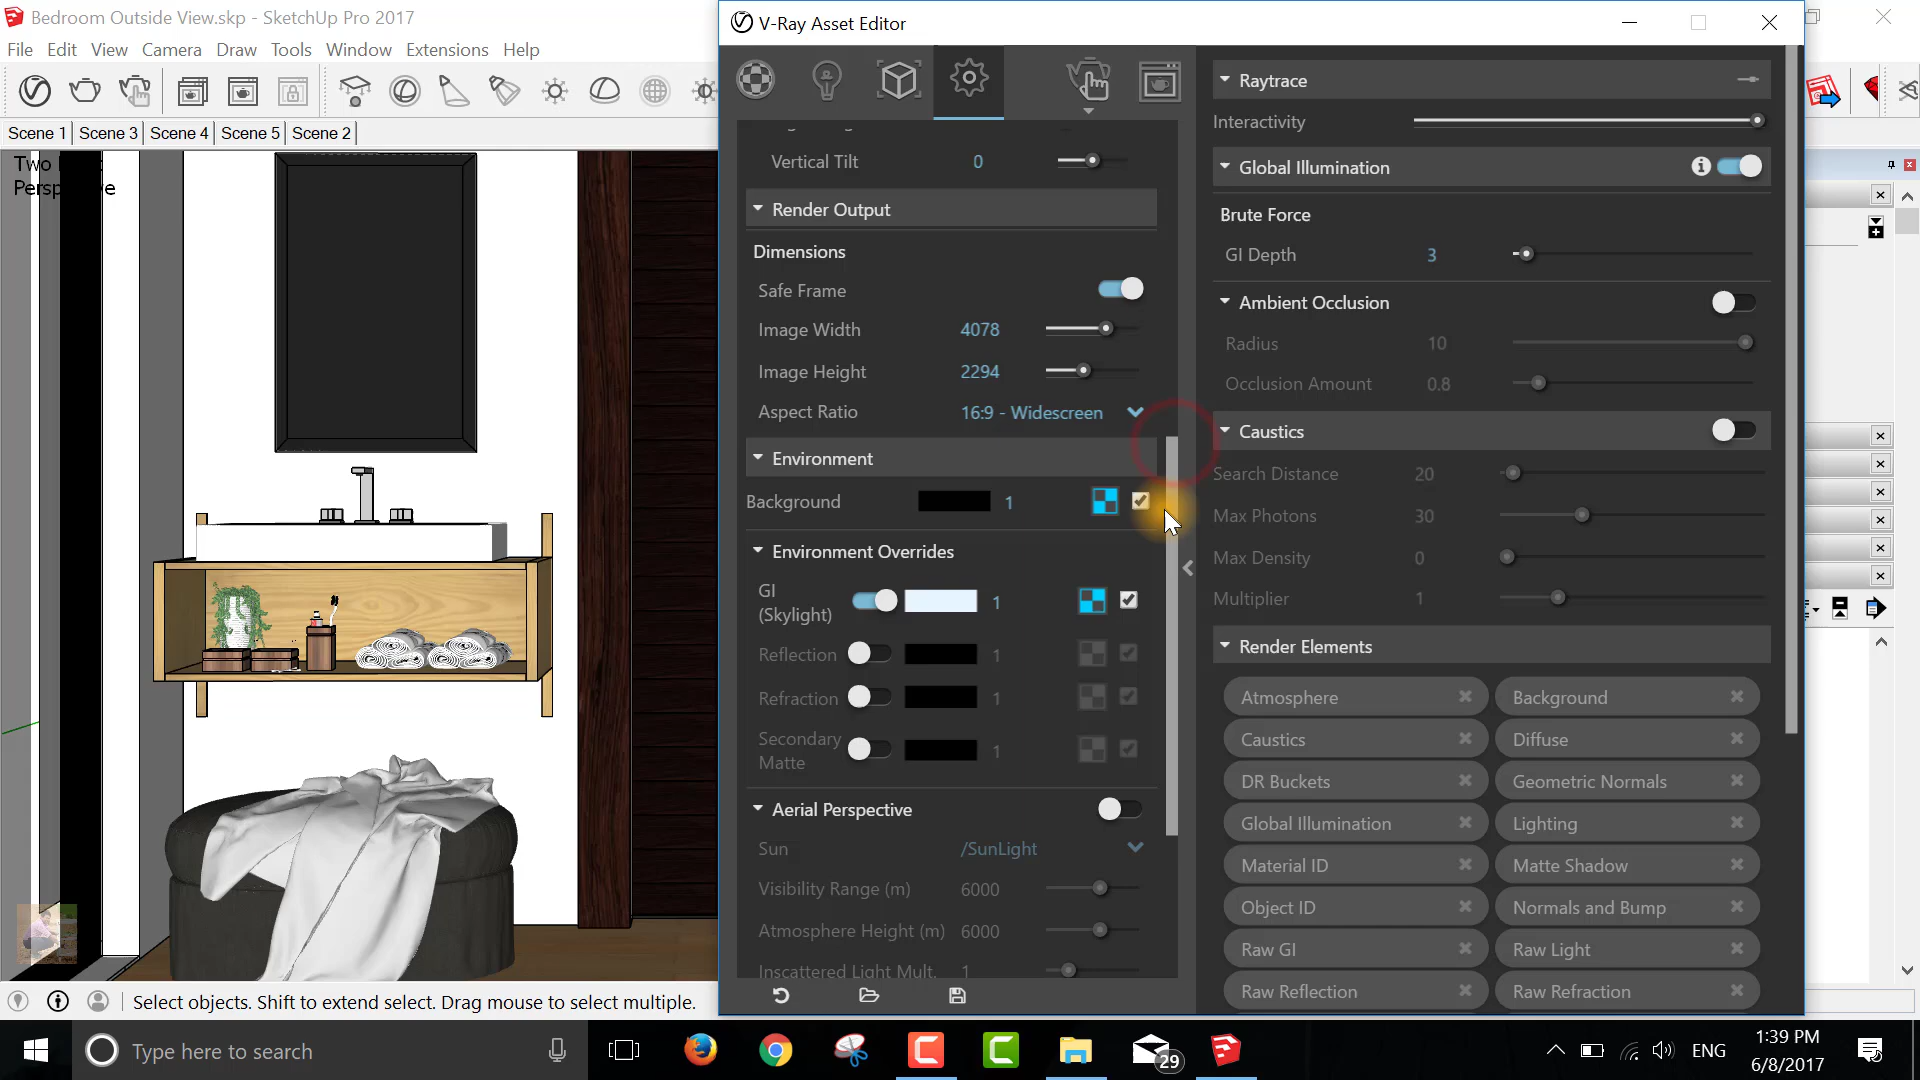 Bedroom Outside View.skp - SketchUp Pro 2017
V-Ray Asset Editor
File Edit View Camera Draw Tools Window Extensions Help
Scene 1 Scene 3 Scene 4 Scene 5 Scene 2
Two
Persp e
Vertical Tilt 0
Render Output
Dimensions
Safe Frame
Image Width 4078
Image Height 2294
Aspect Ratio 16:9 - Widescreen
Environment
Background 1
Environment Overrides
GI
(Skylight) 1
Reflection 1
Refraction 1
Secondary
Matte 1
Aerial Perspective
Sun /SunLight
Visibility Range (m) 6000
Atmosphere Height (m) 6000
Inscattered Light Mult. 1
Raytrace
Interactivity
Global Illumination
Brute Force
GI Depth 3
Ambient Occlusion
Radius 10
Occlusion Amount 0.8
Caustics
Search Distance 20
Max Photons 30
Max Density 0
Multiplier 1
Render Elements
Atmosphere Background
Caustics Diffuse
DR Buckets Geometric Normals
Global Illumination Lighting
Material ID Matte Shadow
Object ID Normals and Bump
Raw GI Raw Light
Raw Reflection Raw Refraction
Select objects. Shift to extend select. Drag mouse to select multiple.
Type here to search
29
ENG
1:39 PM
6/8/2017